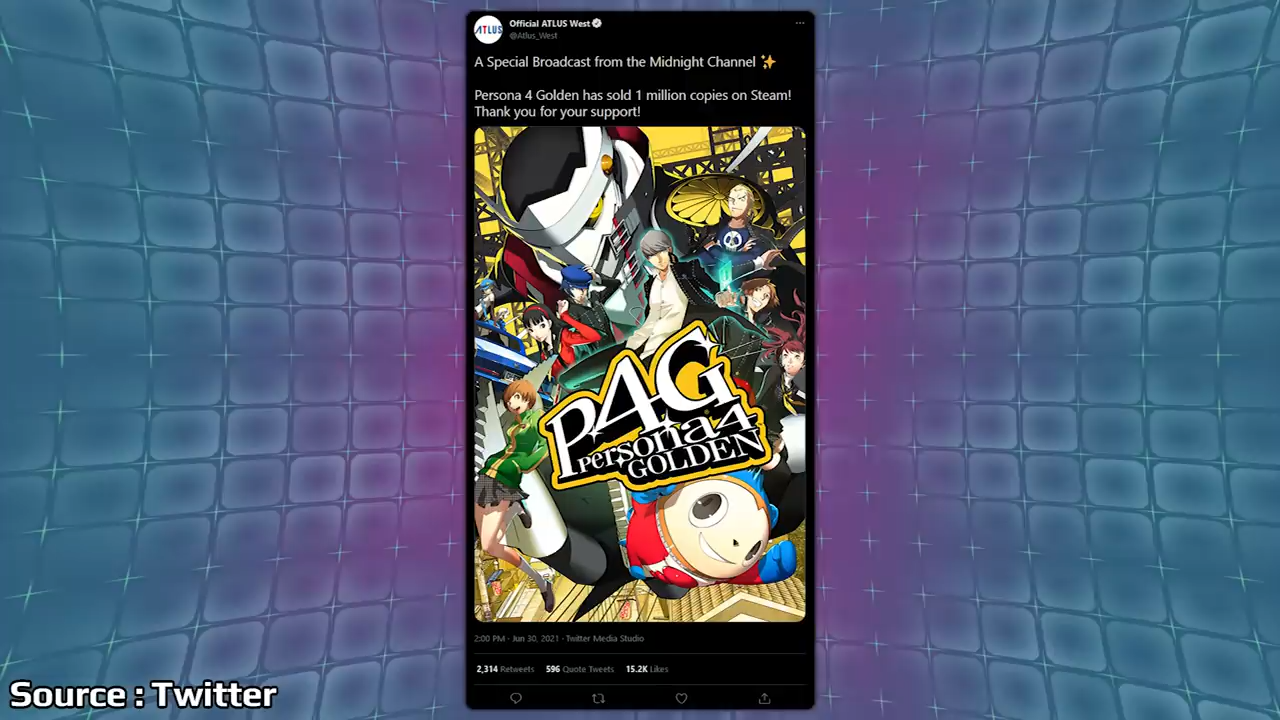 ATLUS
Official ATLUS West
@Atlus_West
A Special Broadcast from the Midnight Channel ✨
Persona 4 Golden has sold 1 million copies on Steam!
Thank you for your support!
P4G
persona4
GOLDEN
2:00 PM · Jun 30, 2021 · Twitter Media Studio
2,314 Retweets 596 Quote Tweets 15.2K Likes
Source : Twitter